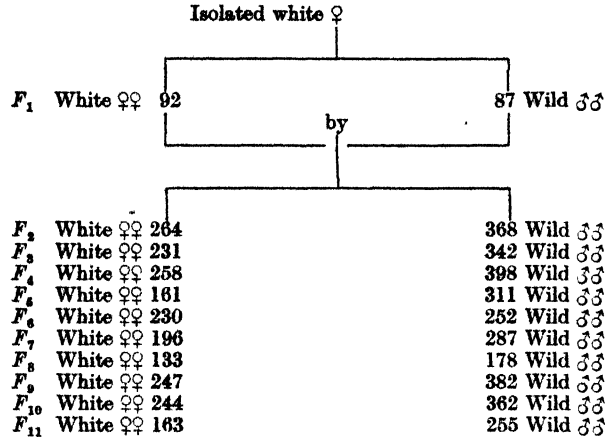 Isolated white ♀
F₁ White ♀♀ 92 87 Wild ♂♂
by
F₂ White ♀♀ 264 368 Wild ♂♂
F₃ White ♀♀ 231 342 Wild ♂♂
F₄ White ♀♀ 258 398 Wild ♂♂
F₅ White ♀♀ 161 311 Wild ♂♂
F₆ White ♀♀ 230 252 Wild ♂♂
F₇ White ♀♀ 196 287 Wild ♂♂
F₈ White ♀♀ 133 178 Wild ♂♂
F₉ White ♀♀ 247 382 Wild ♂♂
F₁₀ White ♀♀ 244 362 Wild ♂♂
F₁₁ White ♀♀ 163 255 Wild ♂♂